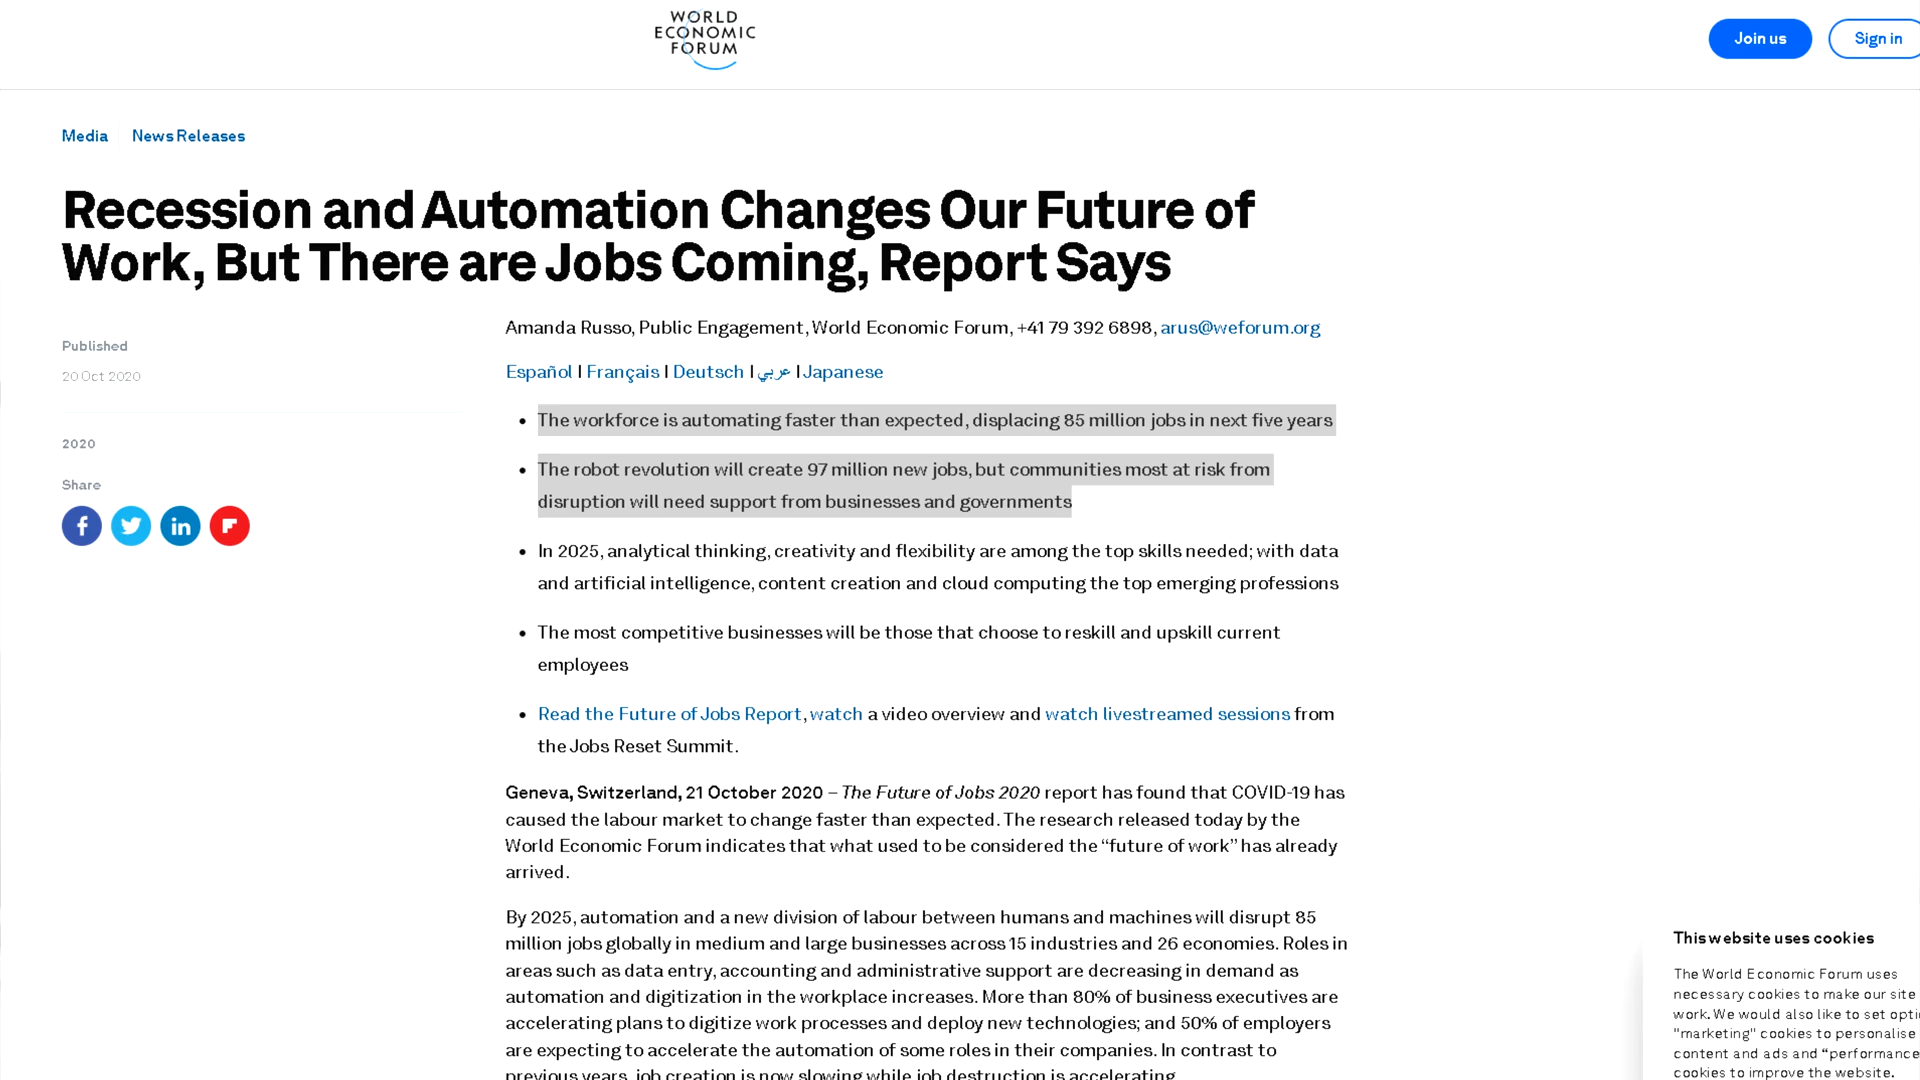 WORLD
ECONOMIC
FORUM
Join us
Sign in
Media
News Releases
Recession and Automation Changes Our Future of
Work, But There are Jobs Coming, Report Says
Published
20 Oct 2020
2020
Share
Amanda Russo, Public Engagement, World Economic Forum, +41 79 392 6898, arus@weforum.org
Español | Français | Deutsch | عربي | Japanese
• The workforce is automating faster than expected, displacing 85 million jobs in next five years
• The robot revolution will create 97 million new jobs, but communities most at risk from
disruption will need support from businesses and governments
• In 2025, analytical thinking, creativity and flexibility are among the top skills needed; with data
and artificial intelligence, content creation and cloud computing the top emerging professions
• The most competitive businesses will be those that choose to reskill and upskill current
employees
• Read the Future of Jobs Report, watch a video overview and watch livestreamed sessions from
the Jobs Reset Summit.
Geneva, Switzerland, 21 October 2020 – The Future of Jobs 2020 report has found that COVID-19 has
caused the labour market to change faster than expected. The research released today by the
World Economic Forum indicates that what used to be considered the “future of work” has already
arrived.
By 2025, automation and a new division of labour between humans and machines will disrupt 85
million jobs globally in medium and large businesses across 15 industries and 26 economies. Roles in
areas such as data entry, accounting and administrative support are decreasing in demand as
automation and digitization in the workplace increases. More than 80% of business executives are
accelerating plans to digitize work processes and deploy new technologies; and 50% of employers
are expecting to accelerate the automation of some roles in their companies. In contrast to
previous years, job creation is now slowing while job destruction is accelerating.
This website uses cookies
The World Economic Forum uses
necessary cookies to make our site
work. We would also like to set opti
"marketing" cookies to personalise
content and ads and “performance
cookies to improve the website.